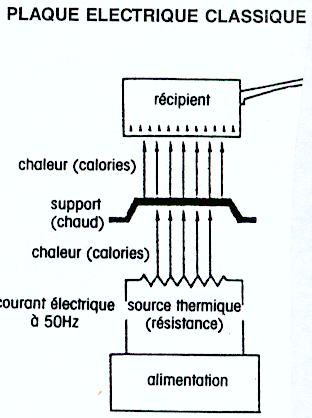 PLAQUE ELECTRIQUE CLASSIQUE
récipient
chaleur (calories)
support
(chaud)
chaleur (calories)
courant électrique
à 50Hz
source thermique
(résistance)
alimentation